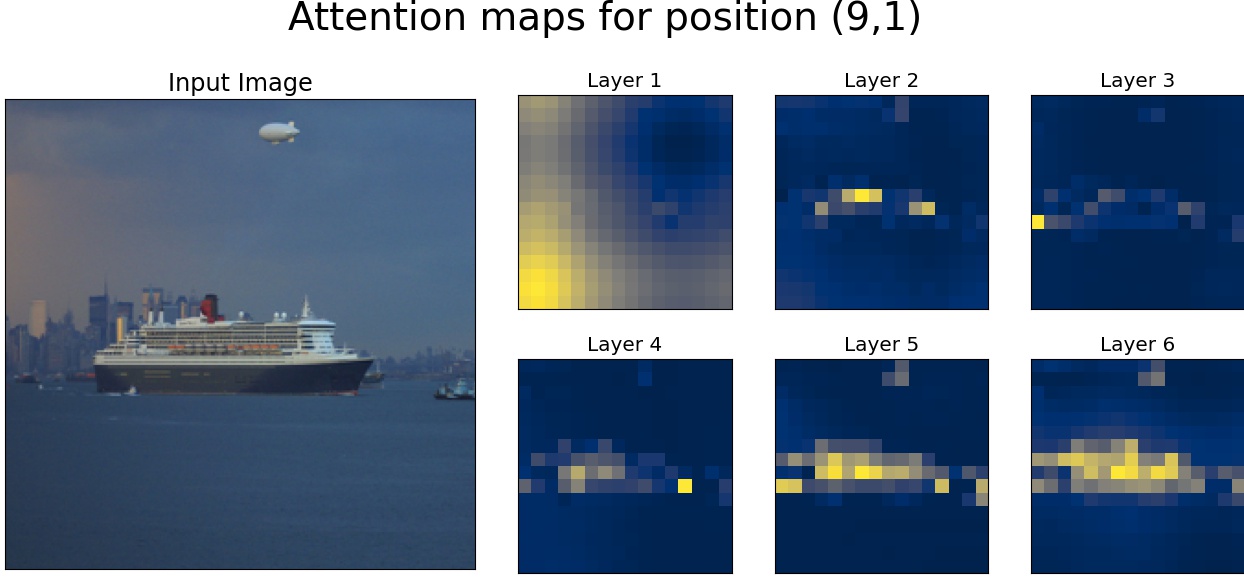 Attention maps for position (9,1)
Input Image
Layer 1
Layer 2
Layer 3
Layer 4
Layer 5
Layer 6